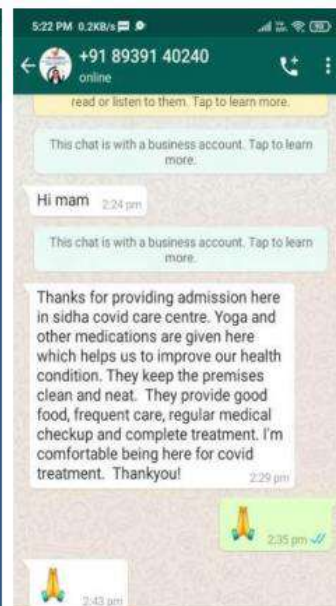 5:22 PM 0.2KB/s
90
+91 89391 40240
online
read or listen to them. Tap to learn more.
This chat is with a business account. Tap to learn
more.
Hi mam 2:24 pm
This chat is with a business account. Tap to learn
more.
Thanks for providing admission here
in sidha covid care centre. Yoga and
other medications are given here
which helps us to improve our health
condition. They keep the premises
clean and neat. They provide good
food, frequent care, regular medical
checkup and complete treatment. I'm
comfortable being here for covid
treatment. Thankyou! 2:29 pm
🙏 2:35 pm
🙏 2:43 pm